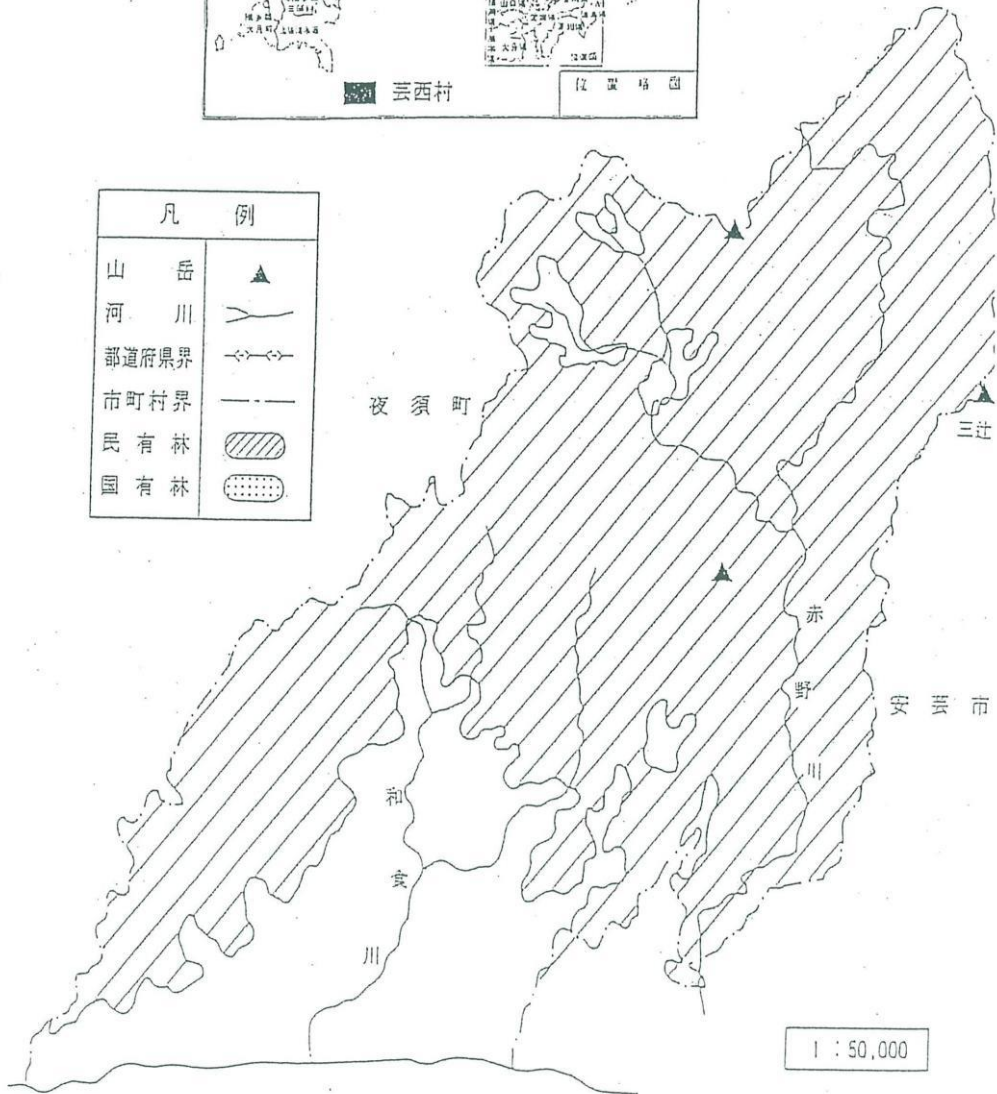 芸西村
位置略図
凡例
山岳
河川
都道府県界
市町村界
民有林
国有林
夜須町
三辻
赤野川
安芸市
和食川
1:50,000